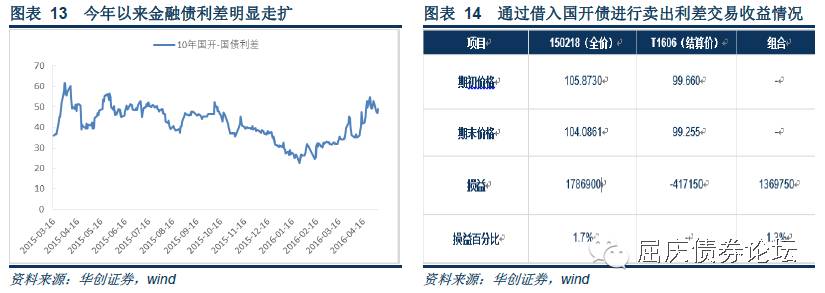 图表 13 今年以来金融债利差明显走扩
10年国开-国债利差
70
60
50
40
30
20
10
0
2015-03-16
2015-04-16
2015-05-16
2015-06-16
2015-07-16
2015-08-16
2015-09-16
2015-10-16
2015-11-16
2015-12-16
2016-01-16
2016-02-16
2016-03-16
2016-04-16
资料来源：华创证券，wind
图表 14 通过借入国开债进行卖出利差交易收益情况
项目 150218（全价） T1606（结算价） 组合
期初价格 105.8730 99.660 --
期末价格 104.0861 99.255 --
损益 1786900 -417150 1369750
损益百分比 1.7% -- 1.3%
资料来源：华创证券，wind
屈庆债券论坛